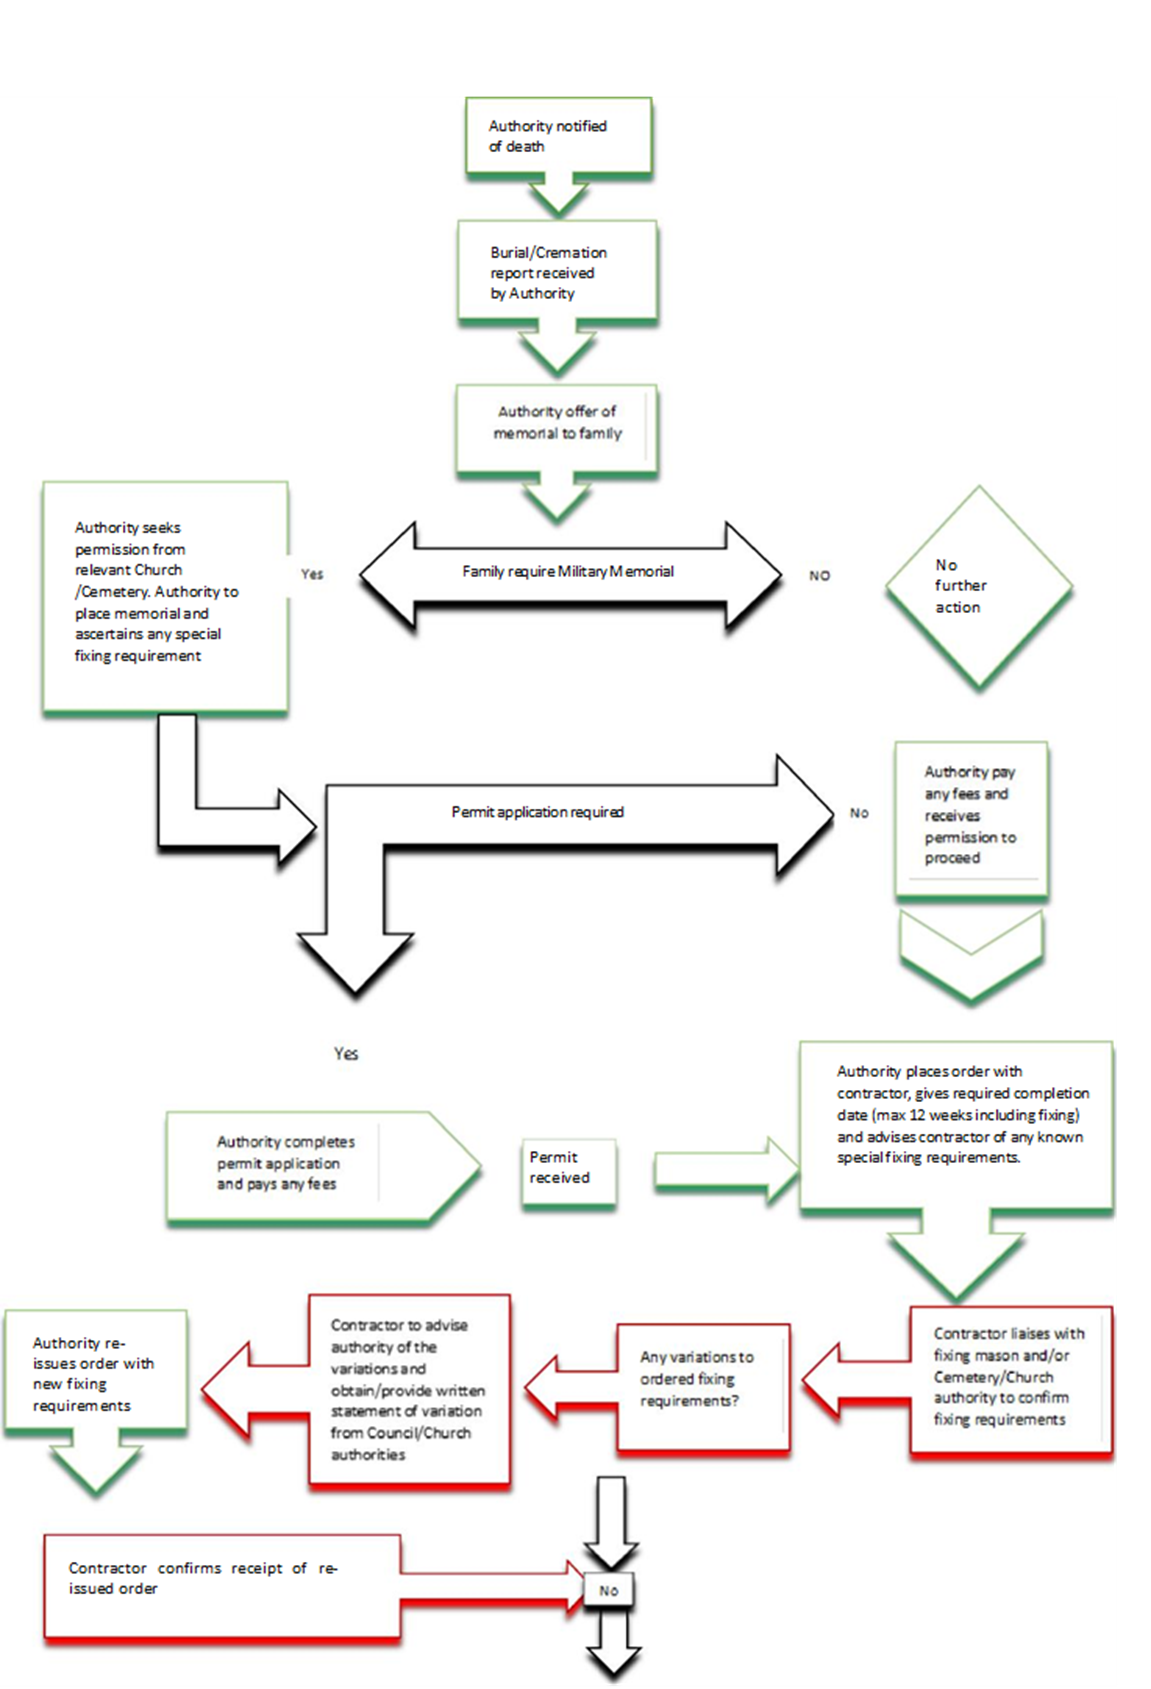 Authority notified
of death
Burial/Cremation
report received
by Authority
Authority offer of
memorial to family
Authority seeks
permission from
relevant Church
/Cemetery. Authority to
place memorial and
ascertains any special
fixing requirement
Yes
Family require Military Memorial
NO
No
further
action
Permit application required
No
Authority pay
any fees and
receives
permission to
proceed
Yes
Authority completes
permit application
and pays any fees
Permit
received
Authority places order with
contractor, gives required completion
date (max 12 weeks including fixing)
and advises contractor of any known
special fixing requirements.
Contractor liaises with
fixing mason and/or
Cemetery/Church
authority to confirm
fixing requirements
Any variations to
ordered fixing
requirements?
Contractor to advise
authority of the
variations and
obtain/provide written
statement of variation
from Council/Church
authorities
Authority re-
issues order with
new fixing
requirements
Contractor confirms receipt of re-
issued order
No